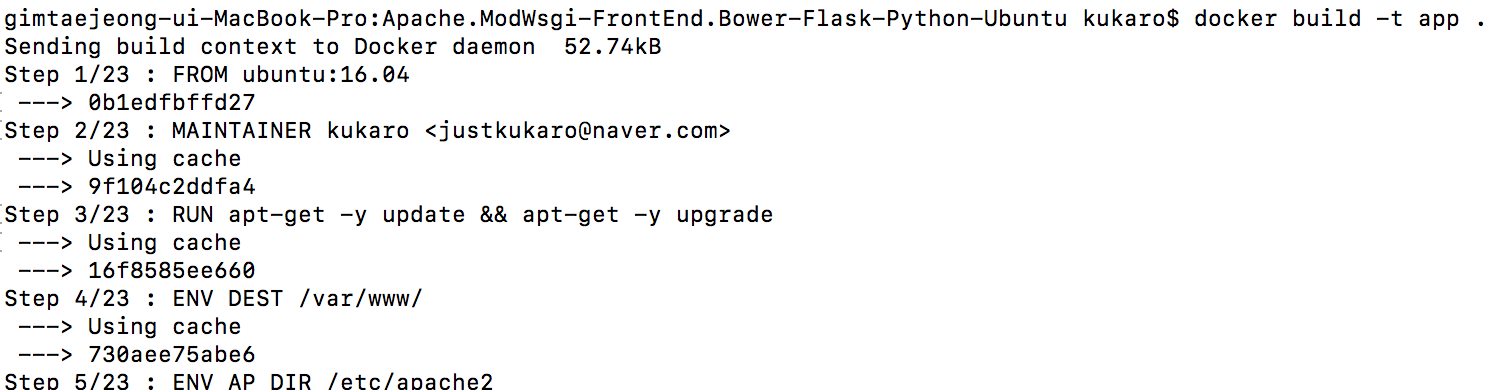 gimtaejeong-ui-MacBook-Pro:Apache.ModWsgi-FrontEnd.Bower-Flask-Python-Ubuntu kukaro$ docker build -t app .
Sending build context to Docker daemon  52.74kB
Step 1/23 : FROM ubuntu:16.04
 ---> 0b1edfbffd27
Step 2/23 : MAINTAINER kukaro <justkukaro@naver.com>
 ---> Using cache
 ---> 9f104c2ddfa4
Step 3/23 : RUN apt-get -y update && apt-get -y upgrade
 ---> Using cache
 ---> 16f8585ee660
Step 4/23 : ENV DEST /var/www/
 ---> Using cache
 ---> 730aee75abe6
Step 5/23 : ENV AP_DIR /etc/apache2